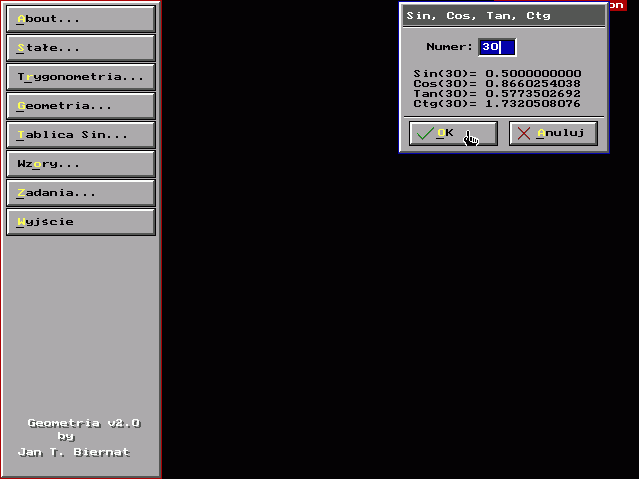 About...
Stałe...
Trygonometria...
Geometria...
Tablica Sin...
Wzory...
Zadania...
Wyjście
Geometria v2.0
by
Jan T. Biernat
on
Sin, Cos, Tan, Ctg
Numer: 30
Sin(30)= 0.5000000000
Cos(30)= 0.8660254038
Tan(30)= 0.5773502692
Ctg(30)= 1.7320508076
OK
Anuluj